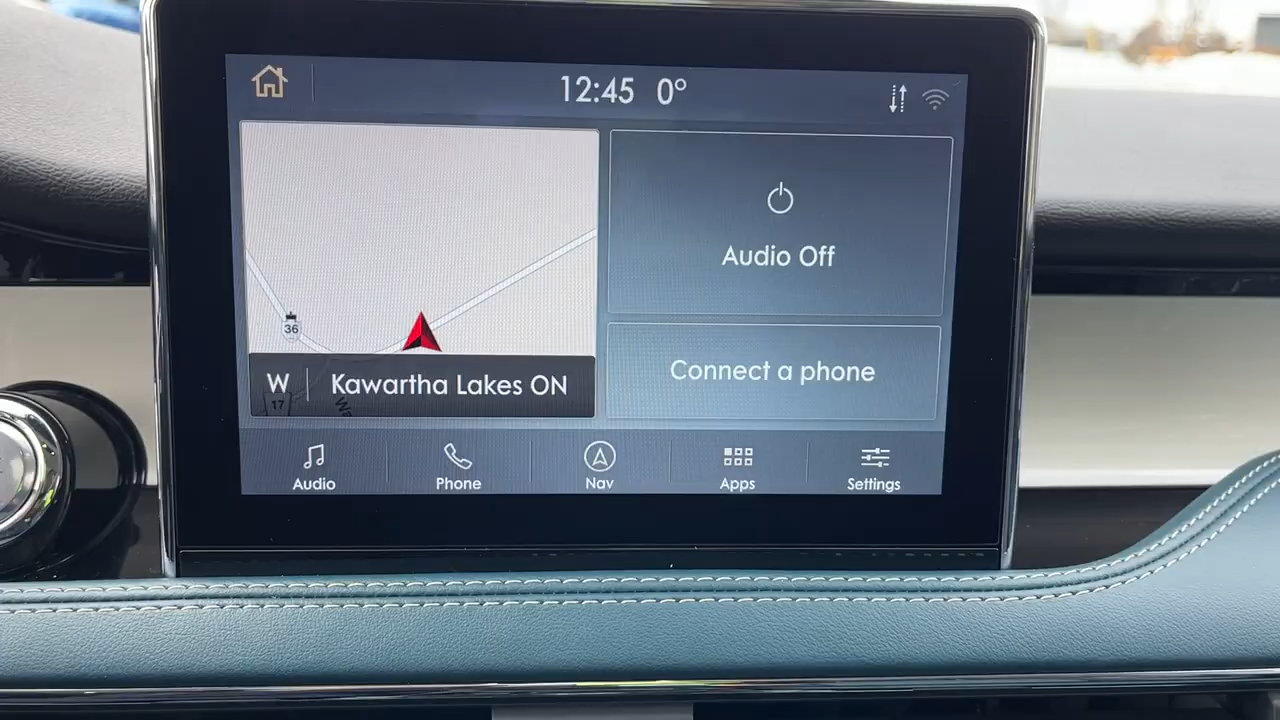 12:45 0°
36
Audio Off
Connect a phone
W Kawartha Lakes ON
17
Audio
Phone
Nav
Apps
Settings